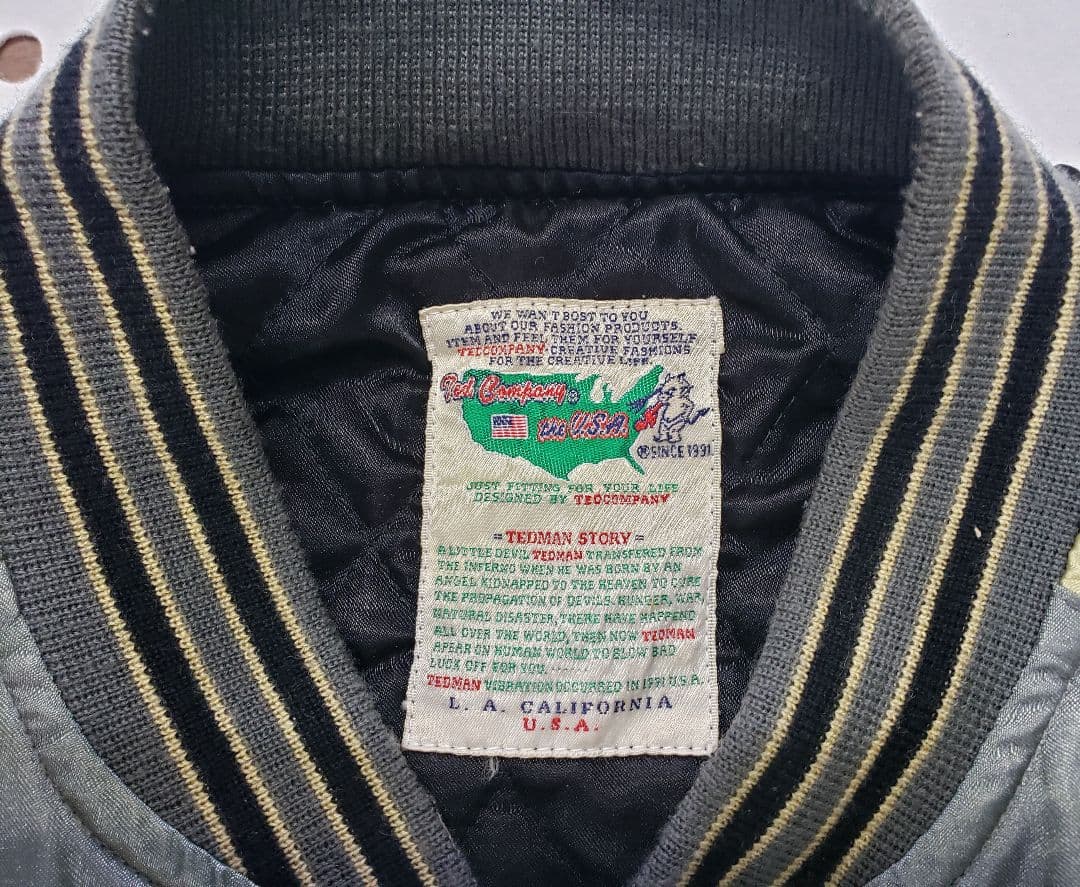 WE WAN'T BOST TO YOU
ABOUT OUR FASHION PRODUCTS.
ITEM AND FEEL THEM FOR YOURSELF
TEDCOMPANY CREATIVE FASHIONS
FOR THE CREATIVE LIFE.
Ted Company
the U.S.A.
®SINCE 1991
JUST FITTING FOR YOUR LIFE
DESIGNED BY TEDCOMPANY
=TEDMAN STORY=
A LITTLE DEVIL TEDMAN TRANSFERED FROM
THE INFERNO WHEN HE WAS BORN BY AN
ANGEL KIDNAPPED TO THE HEAVEN TO CURE
THE PROPAGATION OF DEVILS. HUNGER, WAR,
NATURAL DISASTER, THERE HAVE HAPPEND
ALL OVER THE WORLD, THEN NOW TEDMAN
APEAR ON HUMAN WORLD TO BLOW BAD
LUCK OFF FOR YOU ......
TEDMAN VIBRATION OCCURRED IN 1991 U.S.A.
L. A. CALIFORNIA
U.S.A.